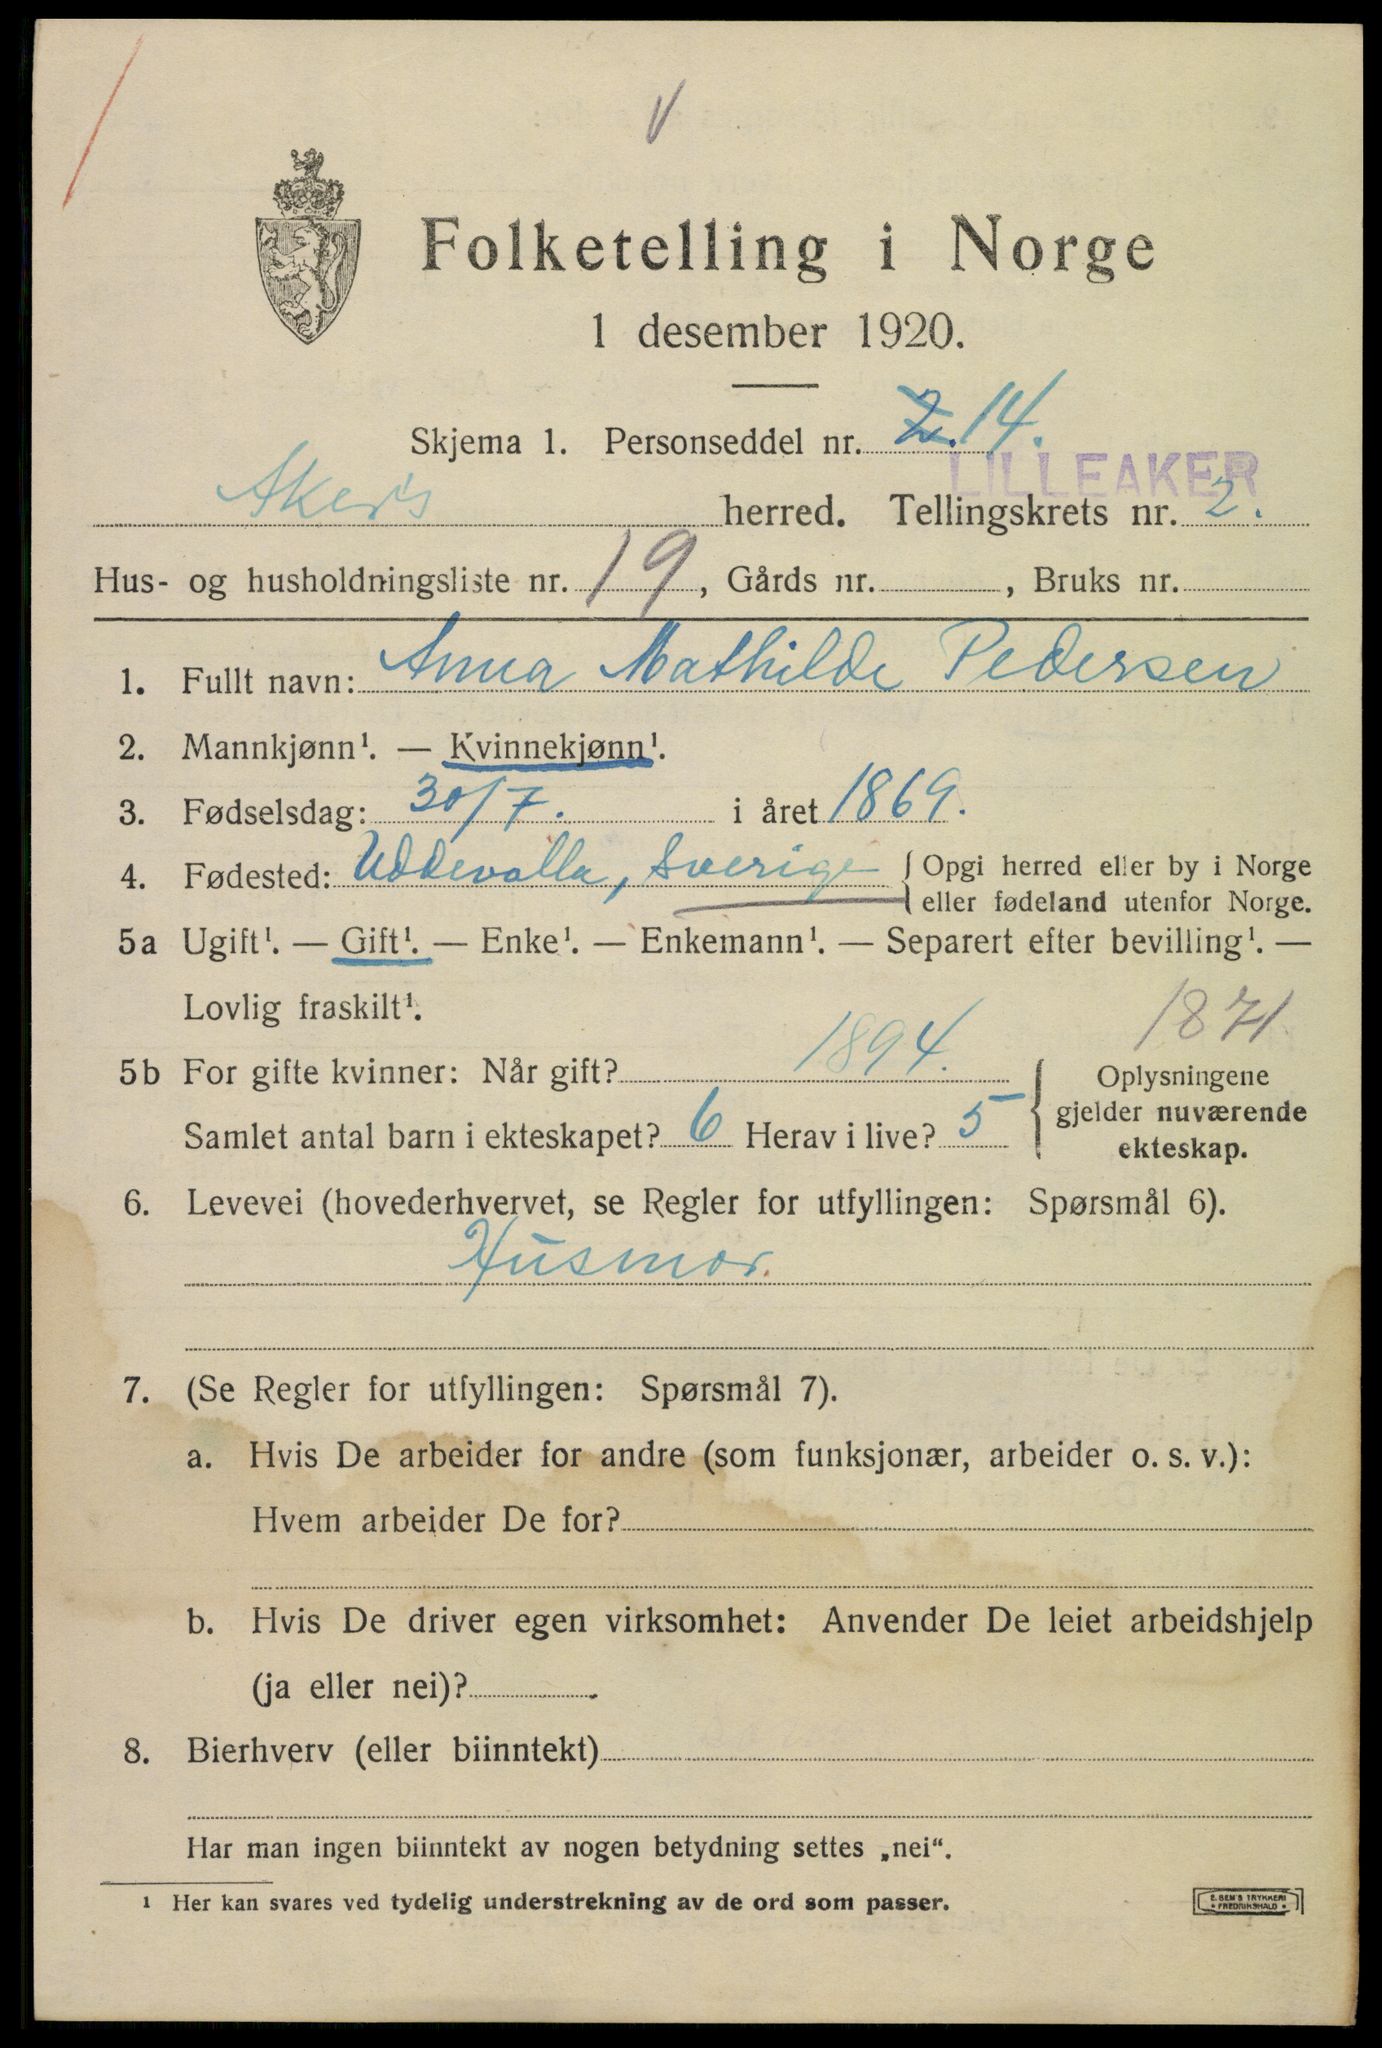 V
Folketelling i Norge
1 desember 1920.
Skjema 1. Personseddel nr. 2. 14.
LILLEAKER
Akers herred. Tellingskrets nr. 2.
Hus- og husholdningsliste nr. 19, Gårds nr. , Bruks nr.
1. Fullt navn: Anna Mathilde Pedersen
2. Mannkjønn¹. — Kvinnekjønn¹.
3. Fødselsdag: 30/7. i året 1869.
4. Fødested: Uddevalla, Sverige { Opgi herred eller by i Norge
eller fødeland utenfor Norge.
5a Ugift¹. — Gift¹. — Enke¹. — Enkemann¹. — Separert efter bevilling¹. —
Lovlig fraskilt¹.
1871.
5b For gifte kvinner: Når gift? 1894. { Oplysningene
gjelder nuværende
Samlet antal barn i ekteskapet? 6 Herav i live? 5
ekteskap.
6. Levevei (hovederhvervet, se Regler for utfyllingen: Spørsmål 6).
Husmor.
7. (Se Regler for utfyllingen: Spørsmål 7).
a. Hvis De arbeider for andre (som funksjonær, arbeider o. s. v.):
Hvem arbeider De for?
b. Hvis De driver egen virksomhet: Anvender De leiet arbeidshjelp
(ja eller nei)?
8. Bierhverv (eller biinntekt)
Har man ingen biinntekt av nogen betydning settes „nei“.
¹ Her kan svares ved tydelig understrekning av de ord som passer.
E. SEM'S TRYKKERI
• FREDRIKSHALD •